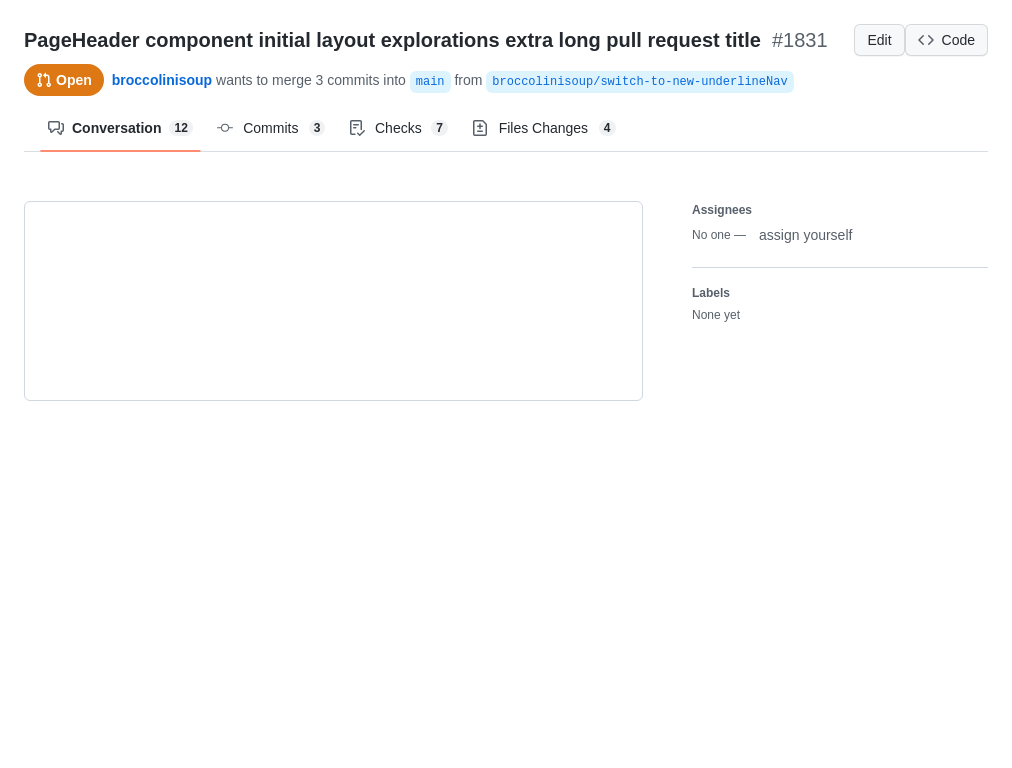 PageHeader component initial layout explorations extra long pull request title #1831
Edit
Code
Open broccolinisoup wants to merge 3 commits into main from broccolinisoup/switch-to-new-underlineNav
Conversation 12 Commits 3 Checks 7 Files Changes 4
Assignees
No one — assign yourself
Labels
None yet